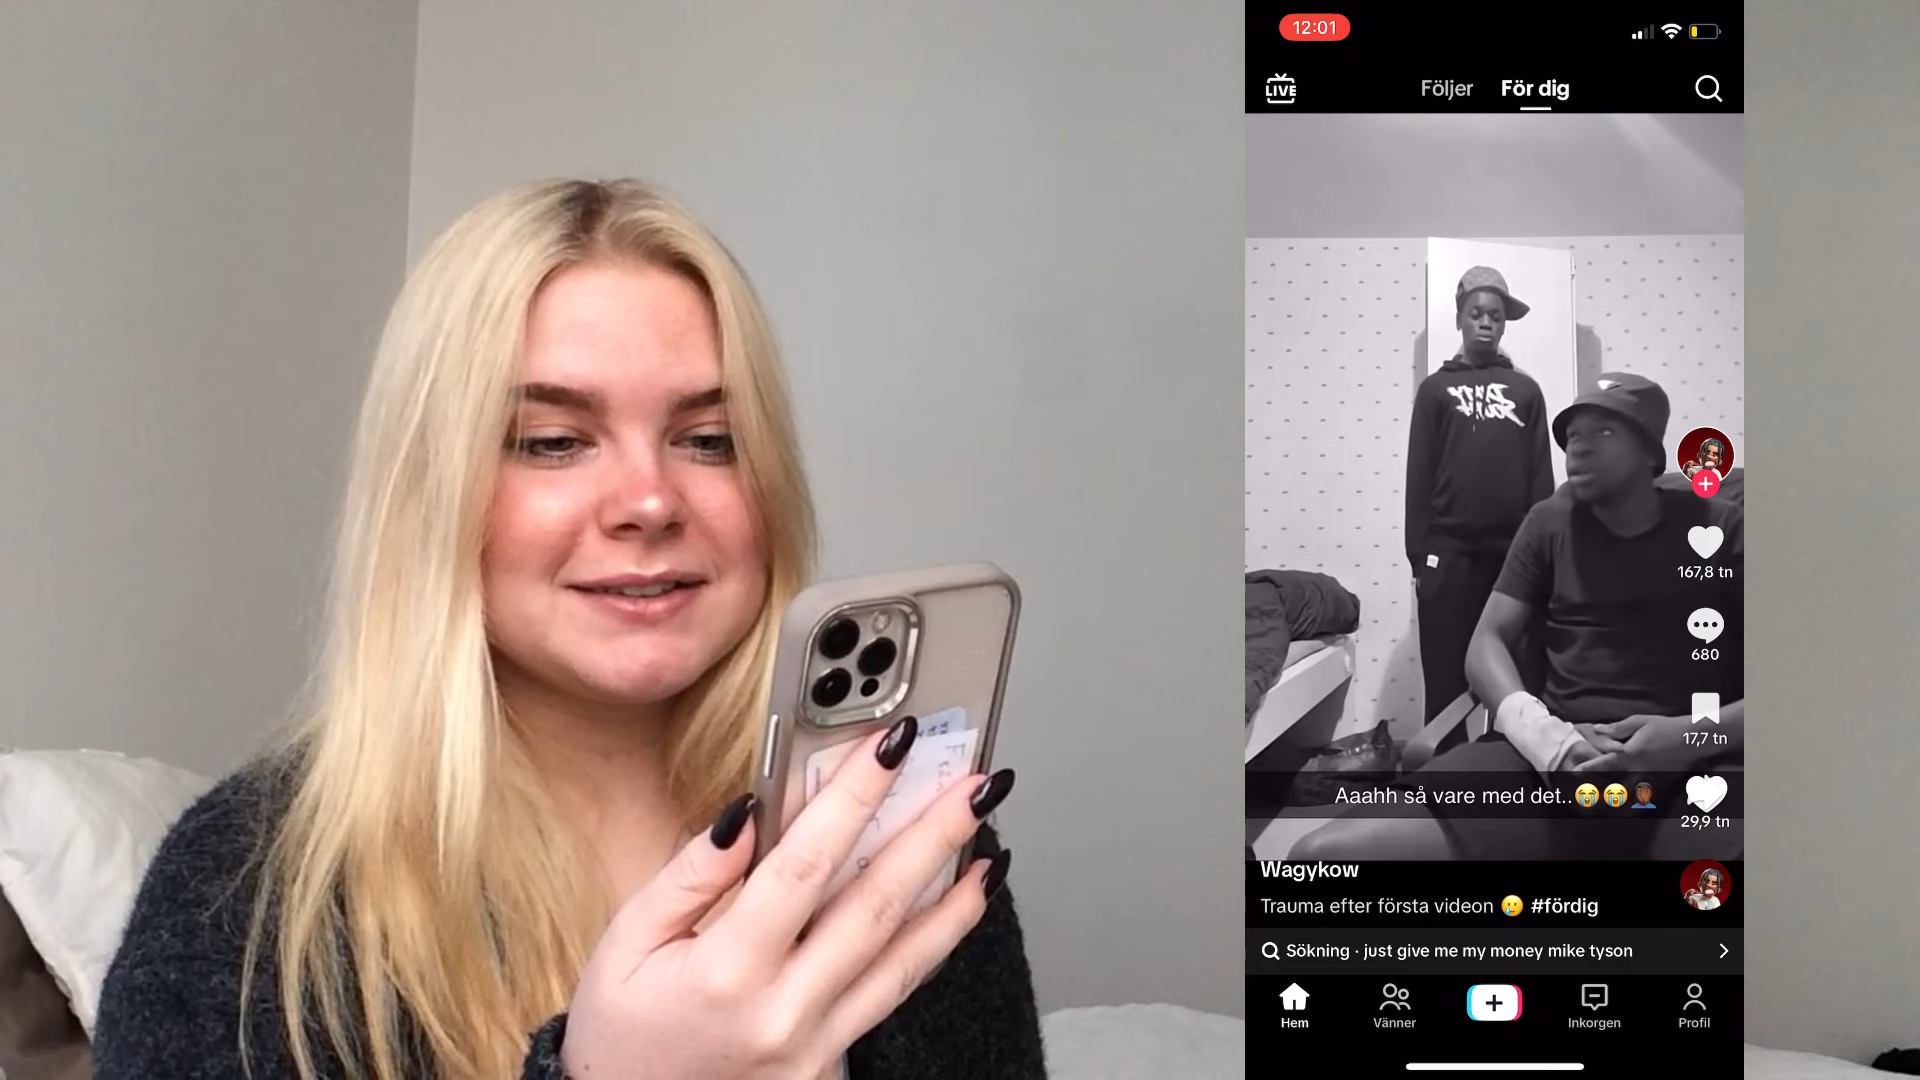 12:01
LIVE
Följer
För dig
167,8 tn
680
17,7 tn
Aaahh så vare med det..😭😭🤦🏾‍♂️
29,9 tn
Wagykow
Trauma efter första videon 🥲 #fördig
Sökning · just give me my money mike tyson
Hem
Vänner
Inkorgen
Profil